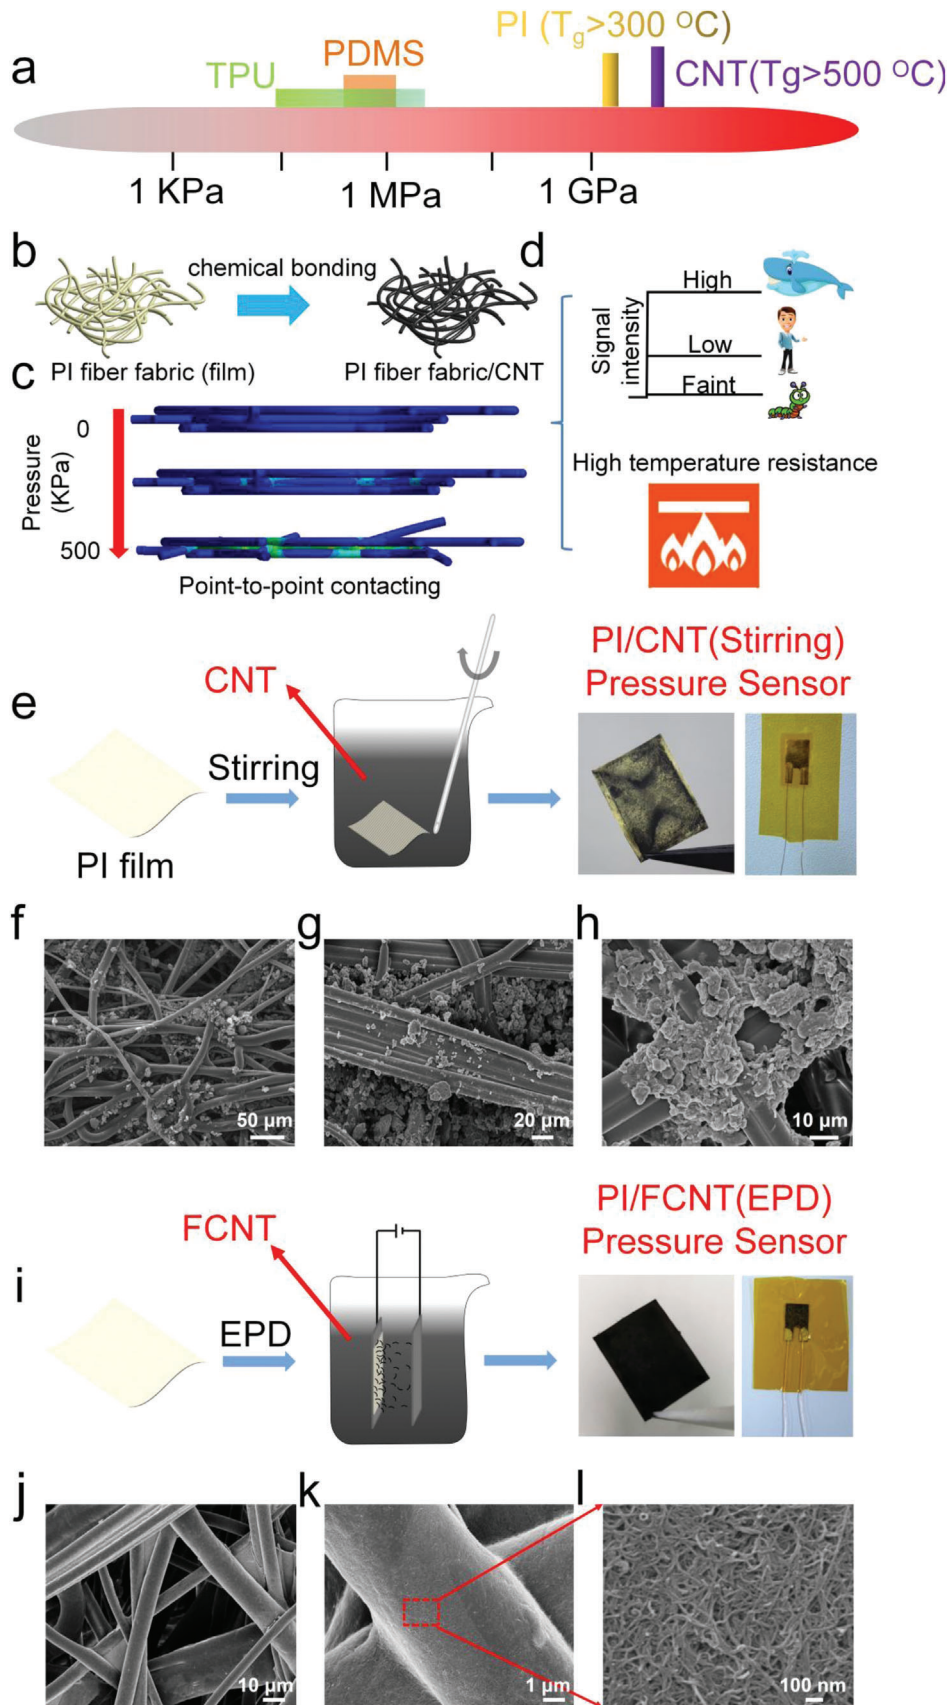 a
TPU
PDMS
PI (Tg>300 ᴼC)
CNT(Tg>500 ᴼC)
1 KPa
1 MPa
1 GPa
b
chemical bonding
PI fiber fabric (film)
PI fiber fabric/CNT
c
Pressure
(KPa)
0
500
Point-to-point contacting
d
Signal
intensity
High
Low
Faint
High temperature resistance
e
PI film
Stirring
CNT
PI/CNT(Stirring)
Pressure Sensor
f
50 µm
g
20 µm
h
10 µm
i
EPD
FCNT
PI/FCNT(EPD)
Pressure Sensor
j
10 µm
k
1 µm
l
100 nm